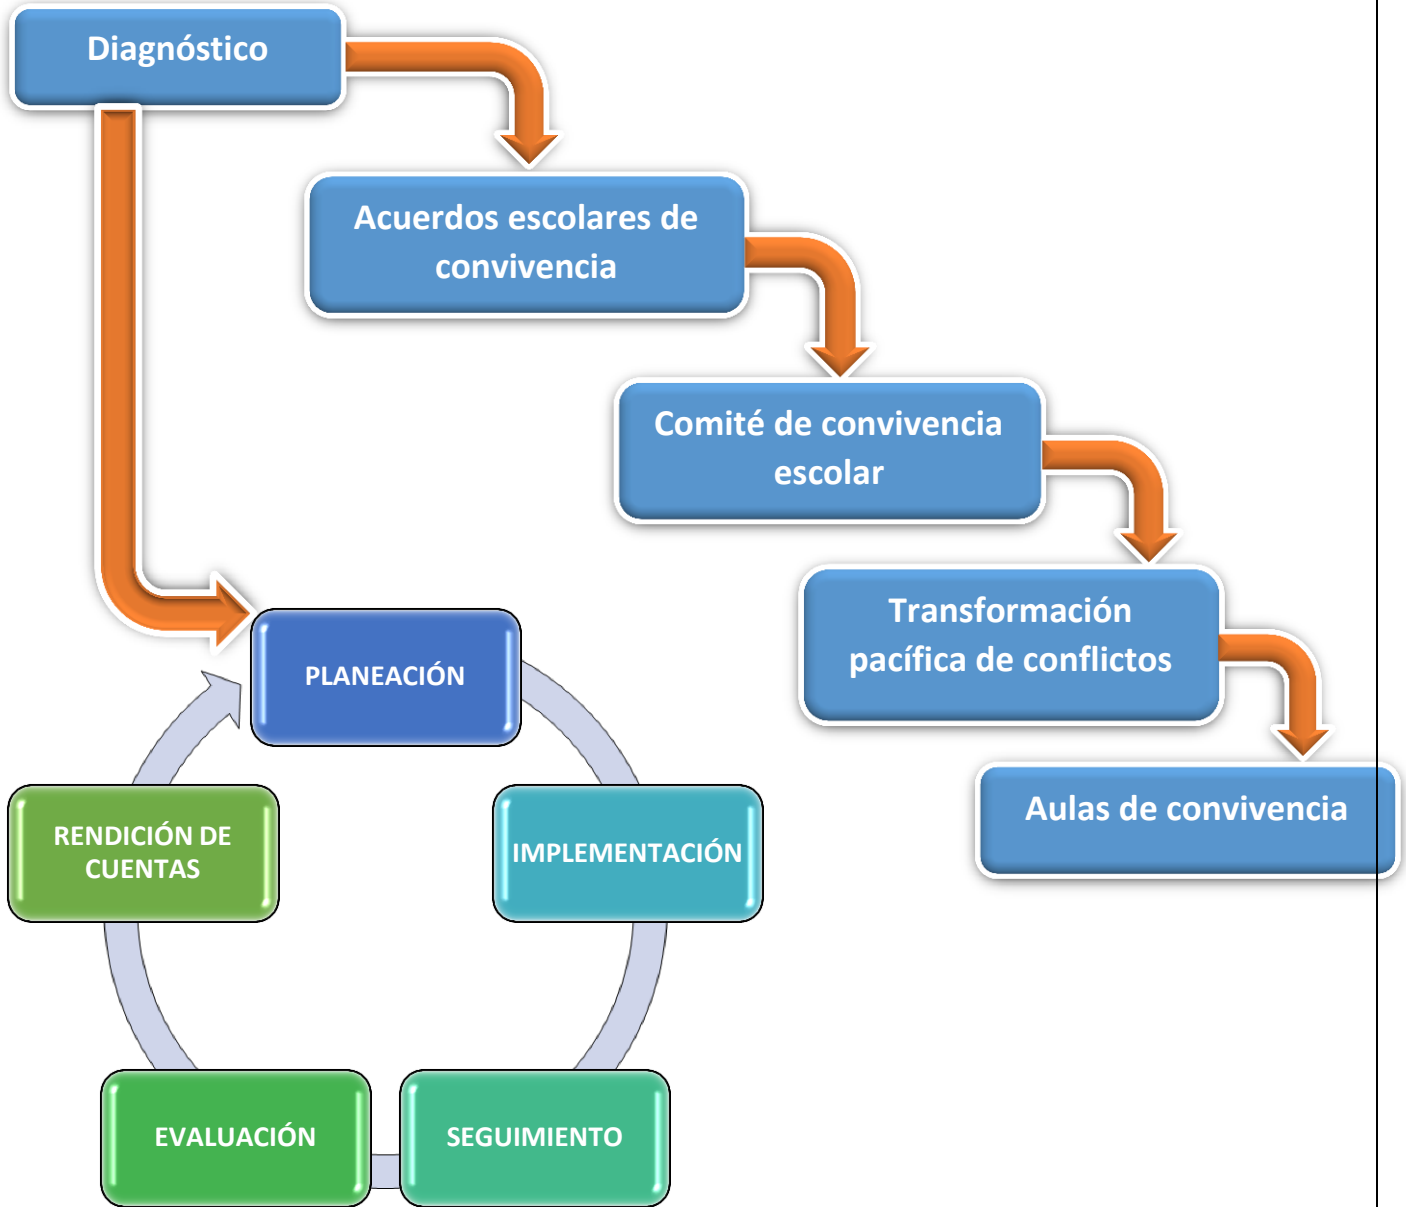 Diagnóstico
Acuerdos escolares de
convivencia
Comité de convivencia
escolar
Transformación
pacífica de conflictos
Aulas de convivencia
PLANEACIÓN
IMPLEMENTACIÓN
SEGUIMIENTO
EVALUACIÓN
RENDICIÓN DE
CUENTAS